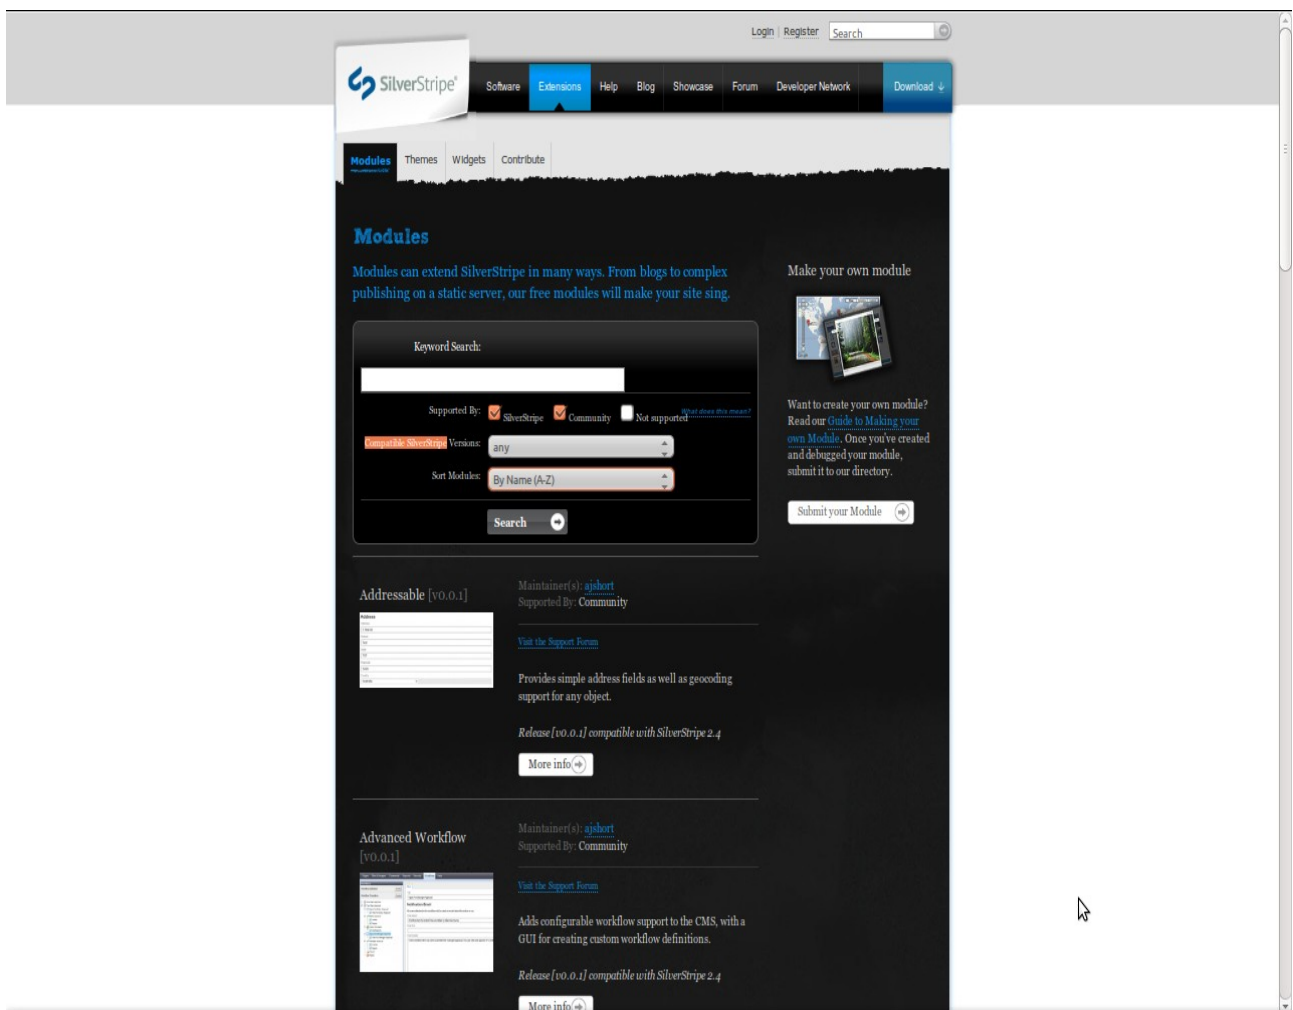 Login Register Search
SilverStripe
Software Extensions Help Blog Showcase Forum Developer Network Download
Modules Themes Widgets Contribute
Modules
Modules can extend SilverStripe in many ways. From blogs to complex
publishing on a static server, our free modules will make your site sing.
Keyword Search:
Supported By: SilverStripe Community Not supported What does this mean?
Compatible SilverStripe Versions: any
Sort Modules: By Name (A-Z)
Search
Make your own module
Want to create your own module?
Read our Guide to Making your
own Module. Once you've created
and debugged your module,
submit it to our directory.
Submit your Module
Addressable [v0.0.1]
Maintainer(s): ajshort
Supported By: Community
Visit the Support Forum
Provides simple address fields as well as geocoding
support for any object.
Release [v0.0.1] compatible with SilverStripe 2.4
More info
Advanced Workflow
[v0.0.1]
Maintainer(s): ajshort
Supported By: Community
Visit the Support Forum
Adds configurable workflow support to the CMS, with a
GUI for creating custom workflow definitions.
Release [v0.0.1] compatible with SilverStripe 2.4
More info